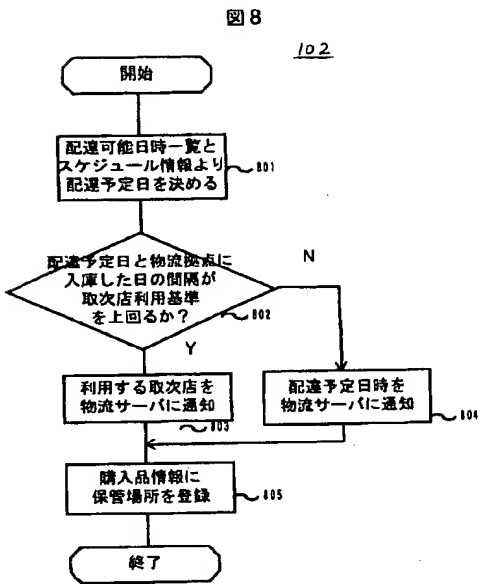 図8
102
開始
配達可能日時一覧と
スケジュール情報より
配達予定日を決める
801
配達予定日と物流拠点に
入庫した日の間隔が
取次店利用基準
を上回るか?
802
N
Y
利用する取次店を
物流サーバに通知
803
配達予定日時を
物流サーバに通知
804
購入品情報に
保管場所を登録
805
終了